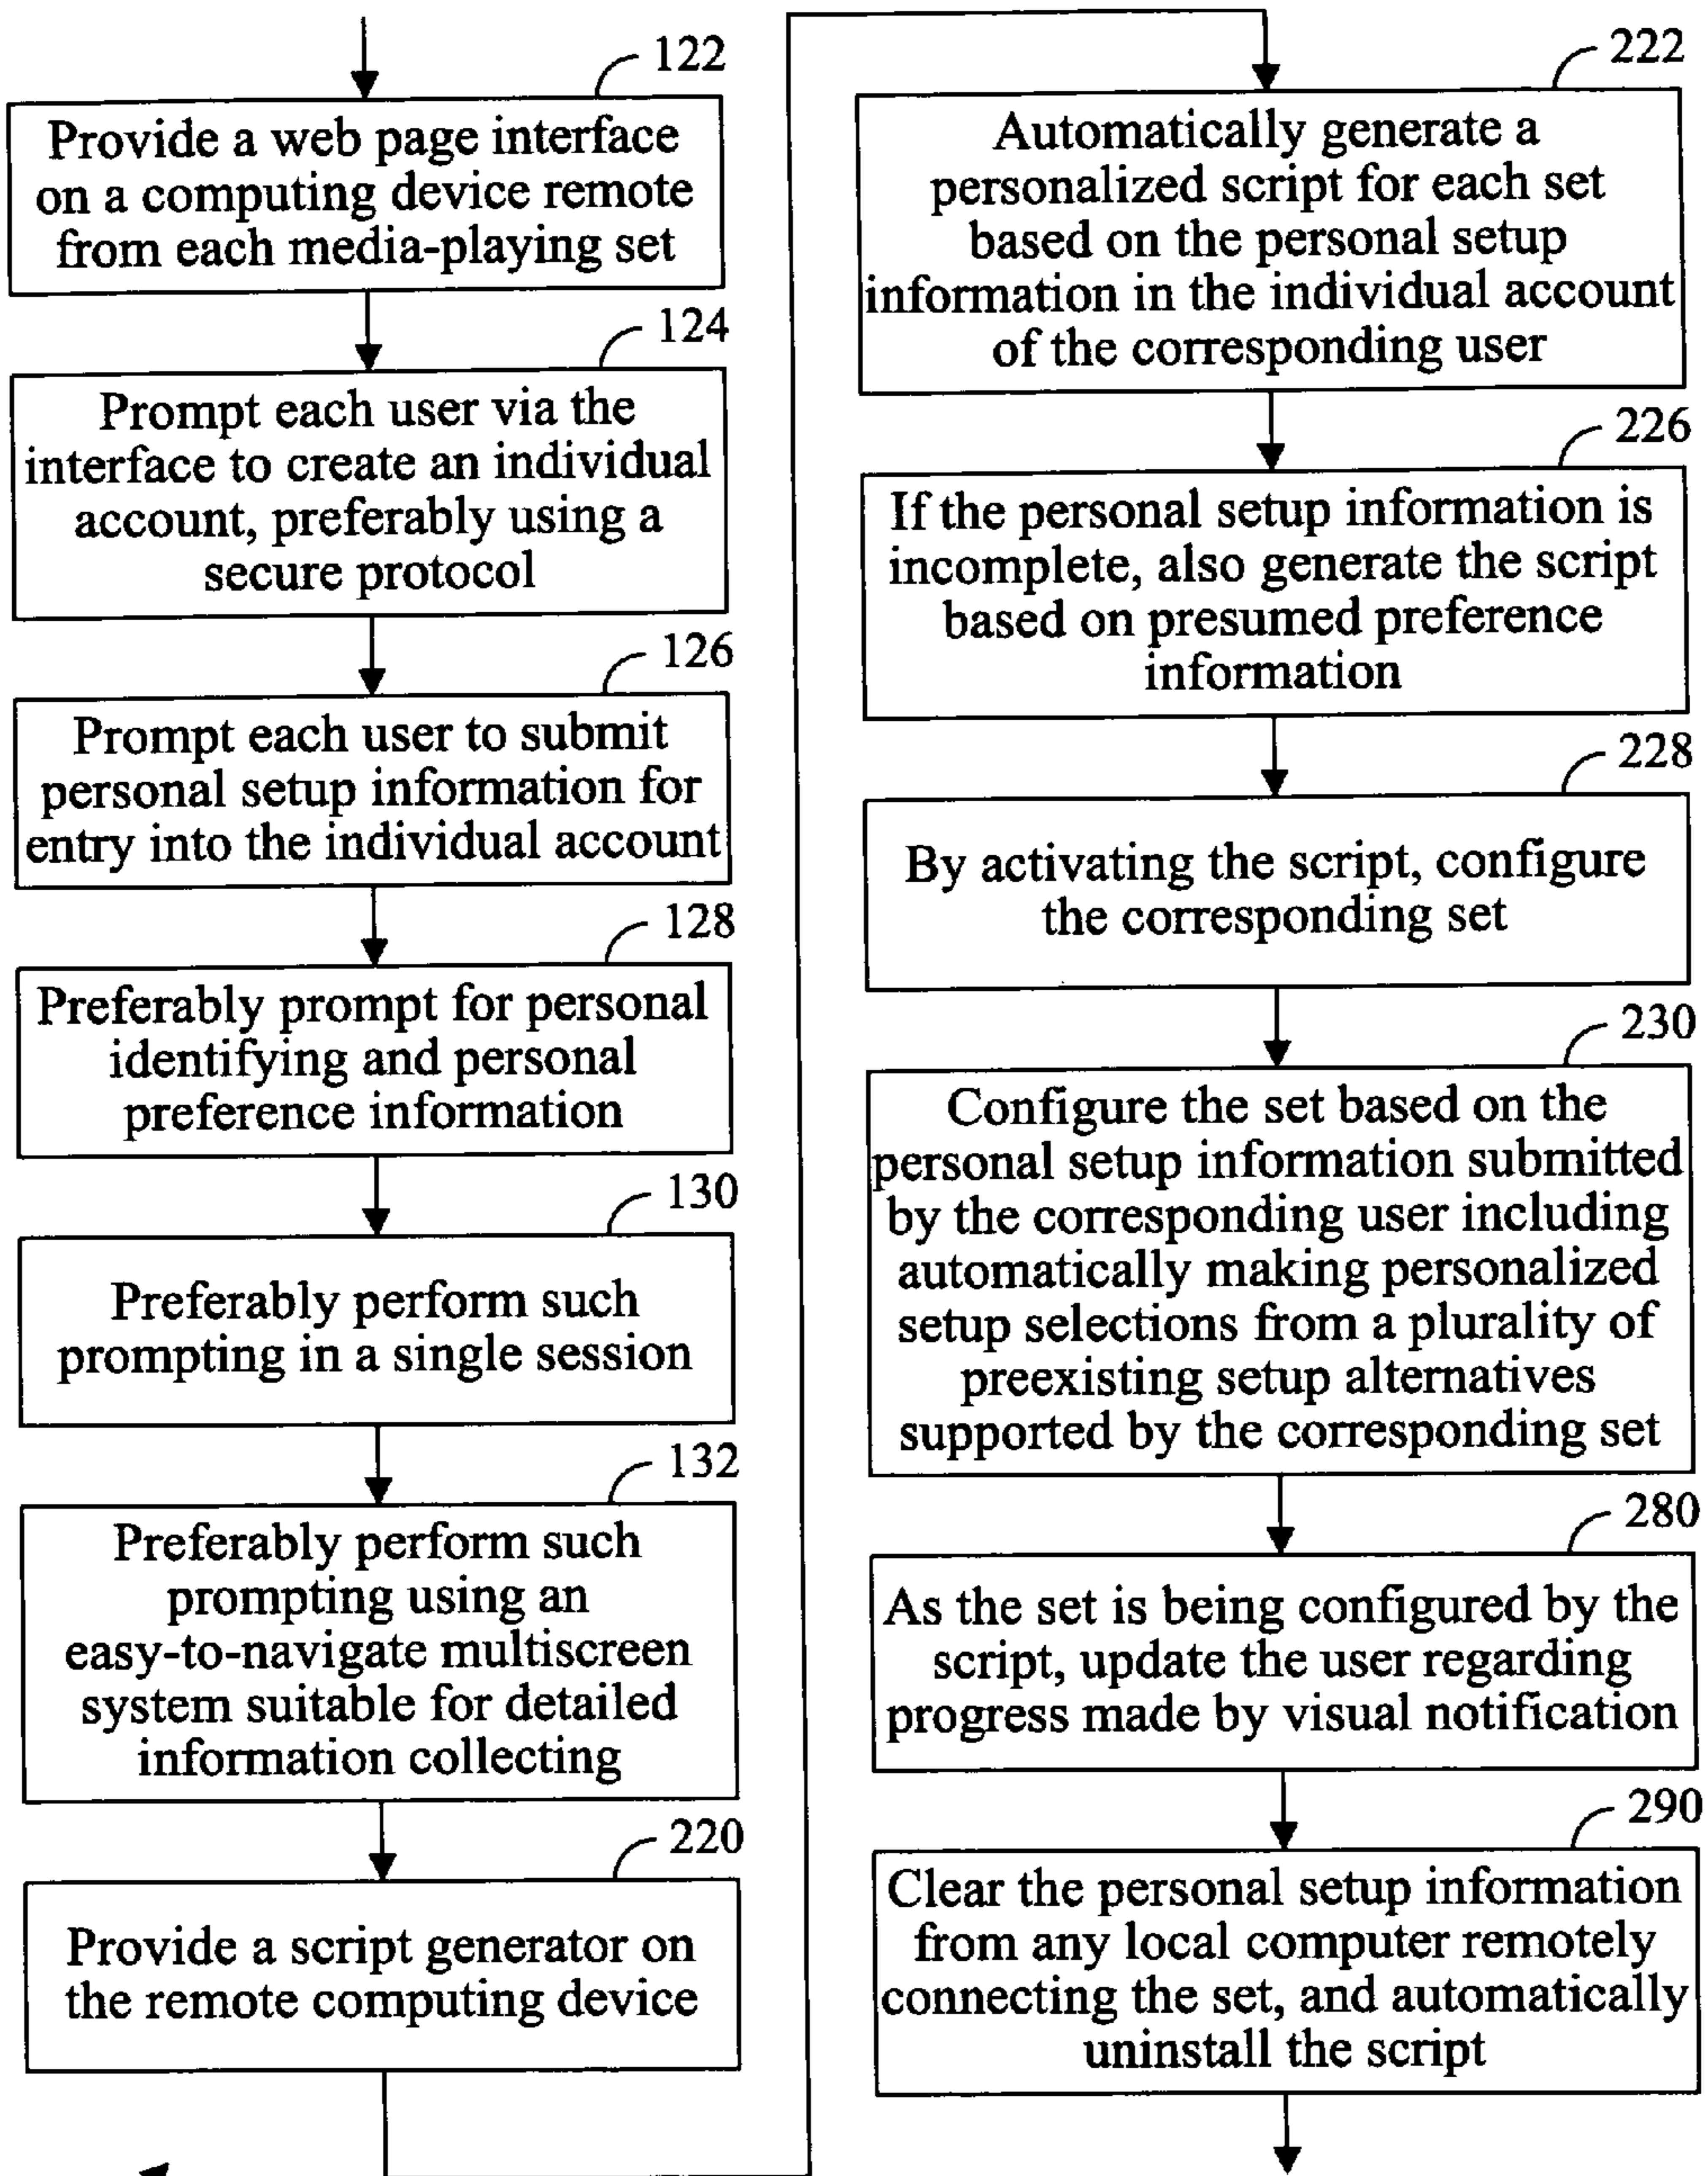 122
Provide a web page interface
on a computing device remote
from each media-playing set
124
Prompt each user via the
interface to create an individual
account, preferably using a
secure protocol
126
Prompt each user to submit
personal setup information for
entry into the individual account
128
Preferably prompt for personal
identifying and personal
preference information
130
Preferably perform such
prompting in a single session
132
Preferably perform such
prompting using an
easy-to-navigate multiscreen
system suitable for detailed
information collecting
220
Provide a script generator on
the remote computing device
222
Automatically generate a
personalized script for each set
based on the personal setup
information in the individual account
of the corresponding user
226
If the personal setup information is
incomplete, also generate the script
based on presumed preference
information
228
By activating the script, configure
the corresponding set
230
Configure the set based on the
personal setup information submitted
by the corresponding user including
automatically making personalized
setup selections from a plurality of
preexisting setup alternatives
supported by the corresponding set
280
As the set is being configured by the
script, update the user regarding
progress made by visual notification
290
Clear the personal setup information
from any local computer remotely
connecting the set, and automatically
uninstall the script